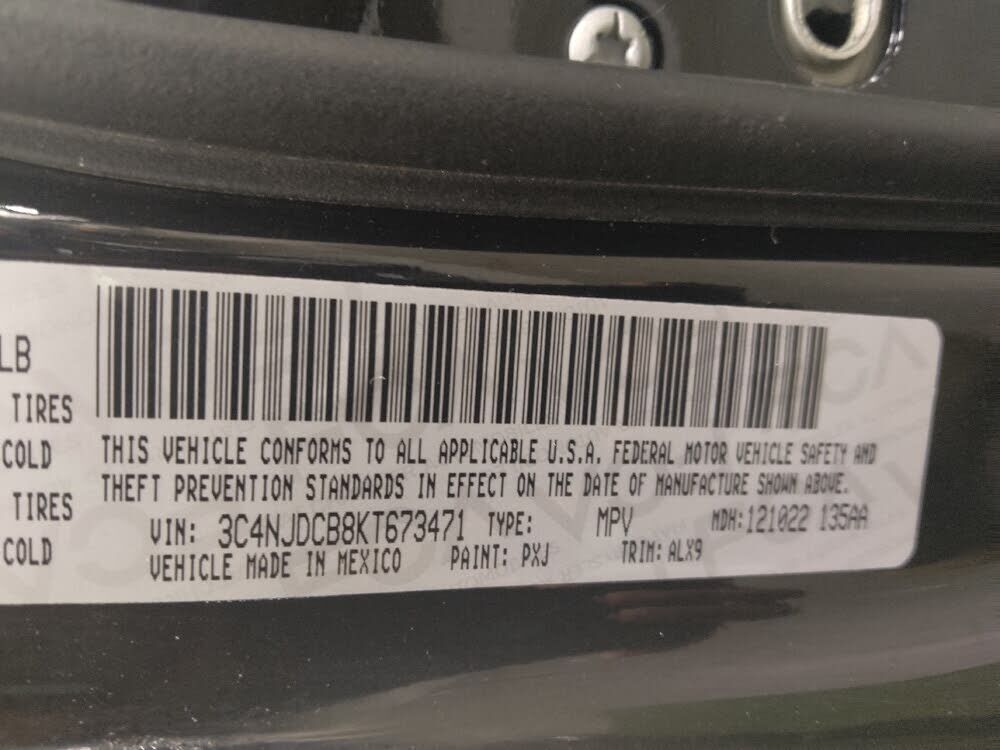 LB
TIRES
COLD
TIRES
COLD
THIS VEHICLE CONFORMS TO ALL APPLICABLE U.S.A. FEDERAL MOTOR VEHICLE SAFETY AND
THEFT PREVENTION STANDARDS IN EFFECT ON THE DATE OF MANUFACTURE SHOWN ABOVE.
VIN: 3C4NJDCB8KT673471 TYPE: MPV MDH:121022 135AA
VEHICLE MADE IN MEXICO PAINT: PXJ TRIM: ALX9